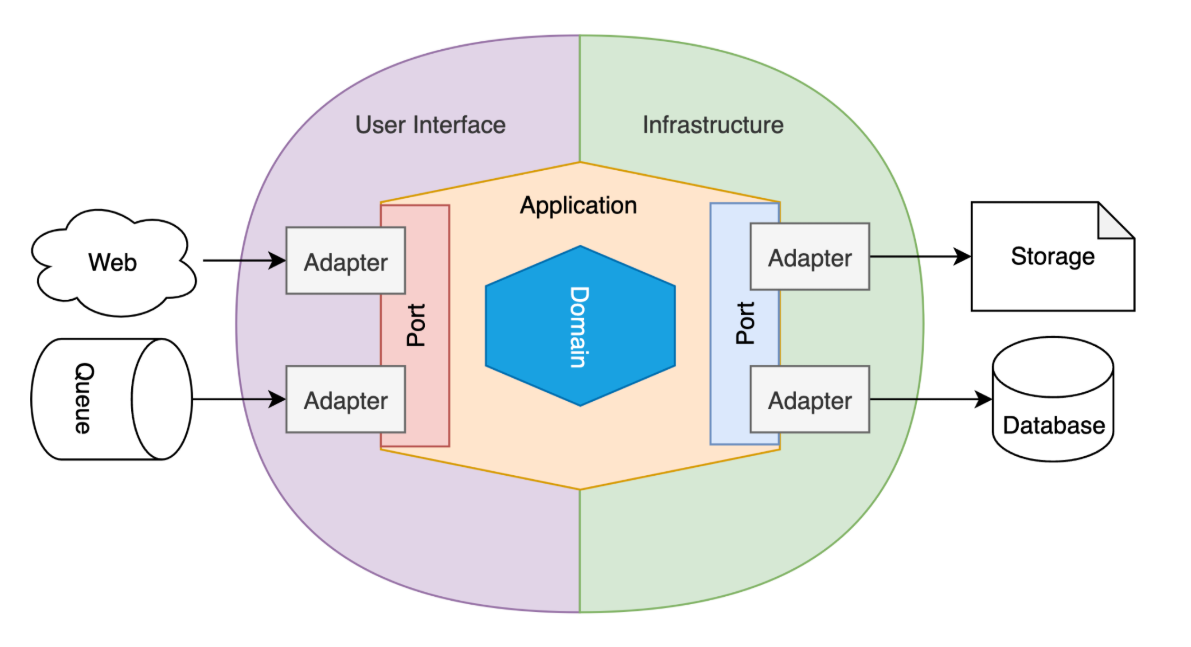 User Interface
Infrastructure
Application
Web
Adapter
Adapter
Storage
Port
Domain
Port
Queue
Adapter
Adapter
Database